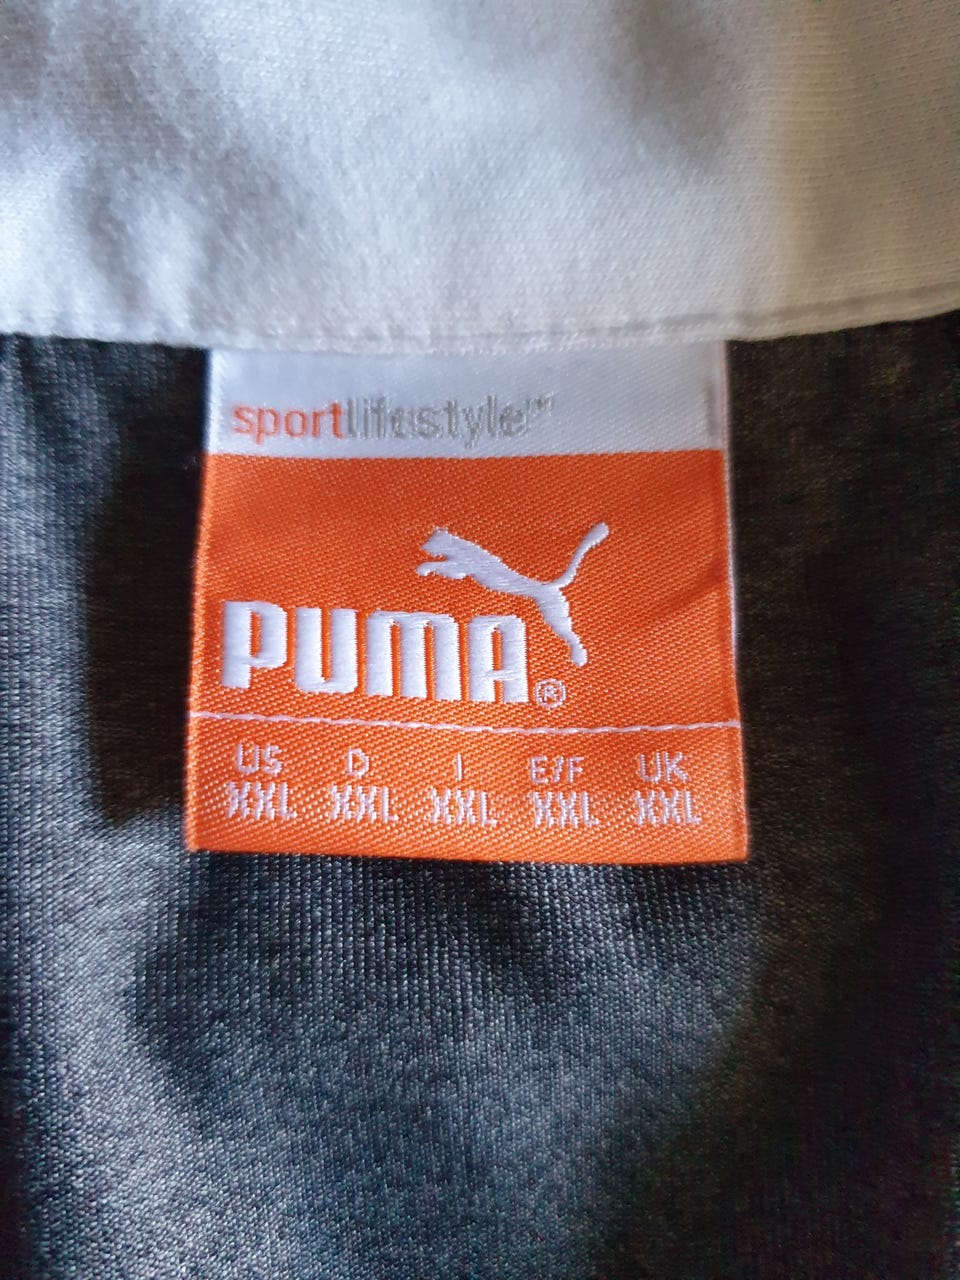 sportlifestyle™
PUMA®
US D I E/F UK
XXL XXL XXL XXL XXL